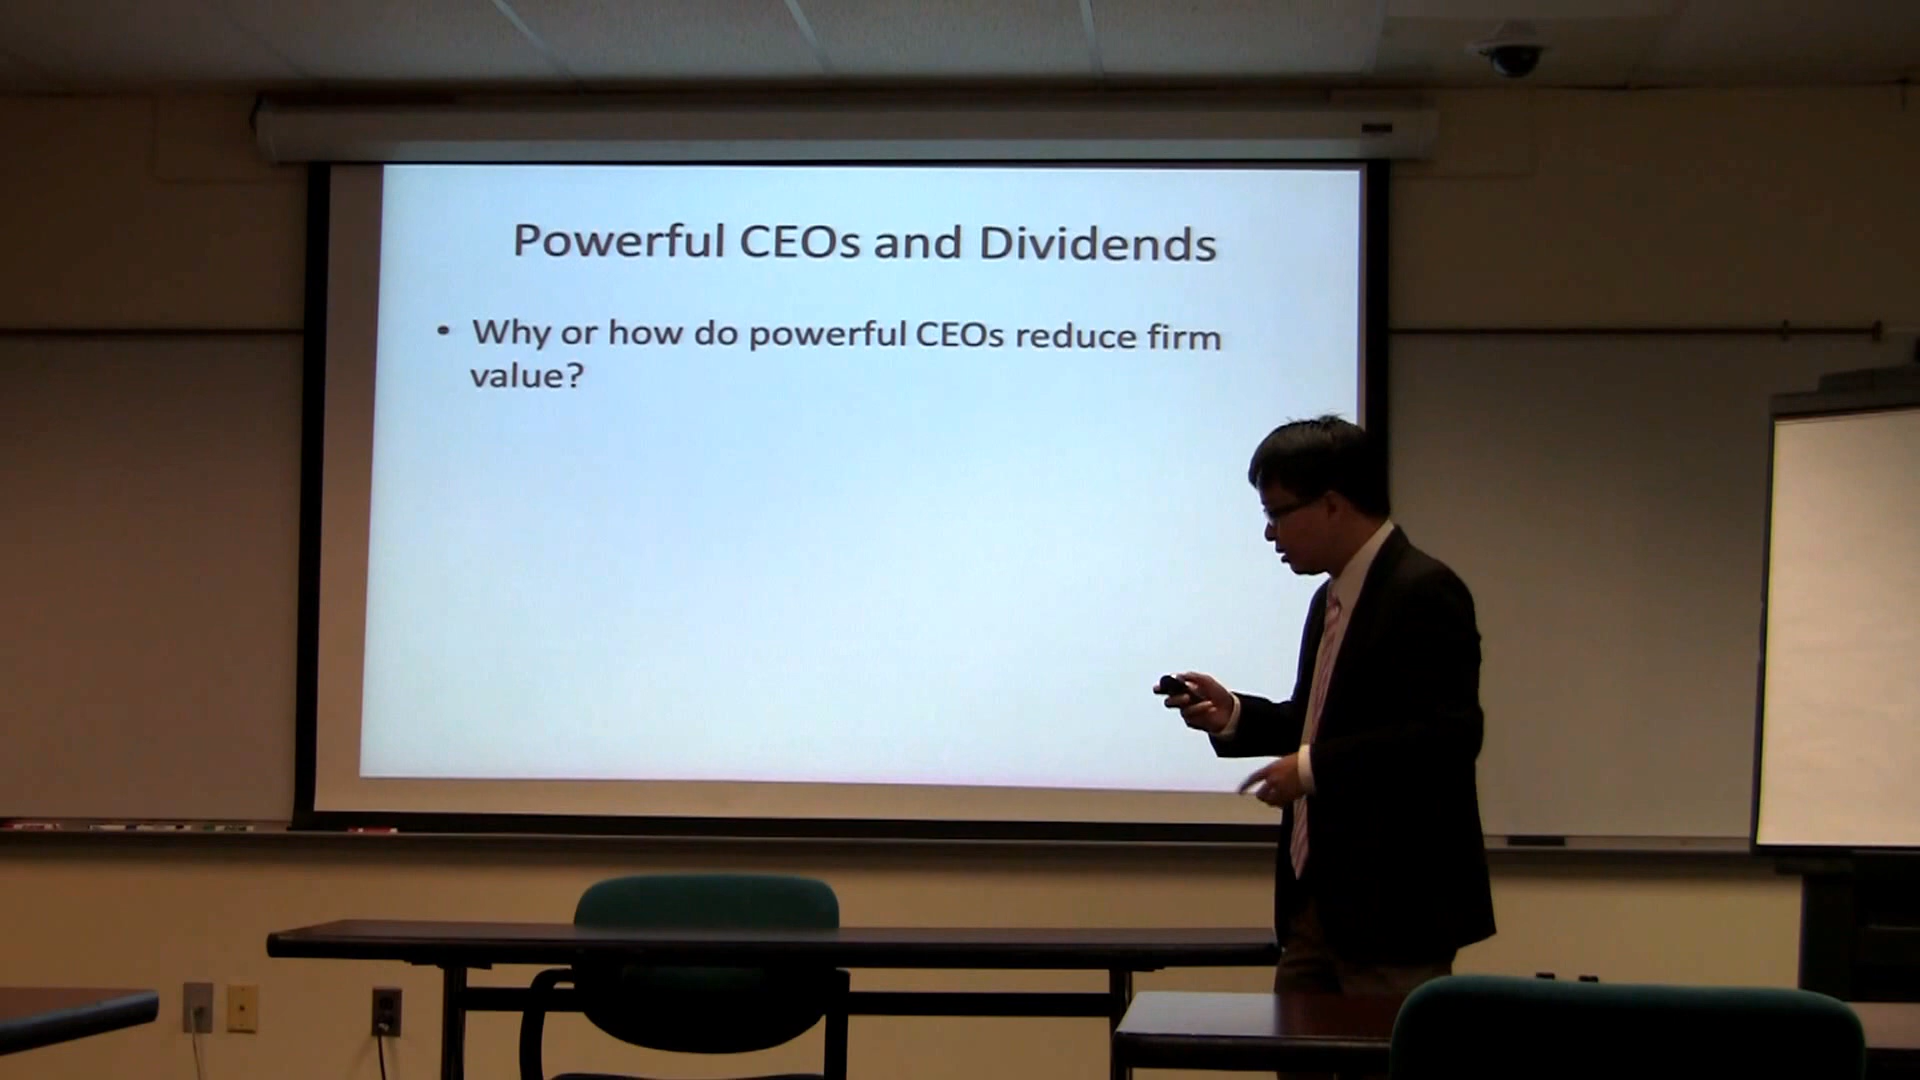 Powerful CEOs and Dividends
• Why or how do powerful CEOs reduce firm
value?